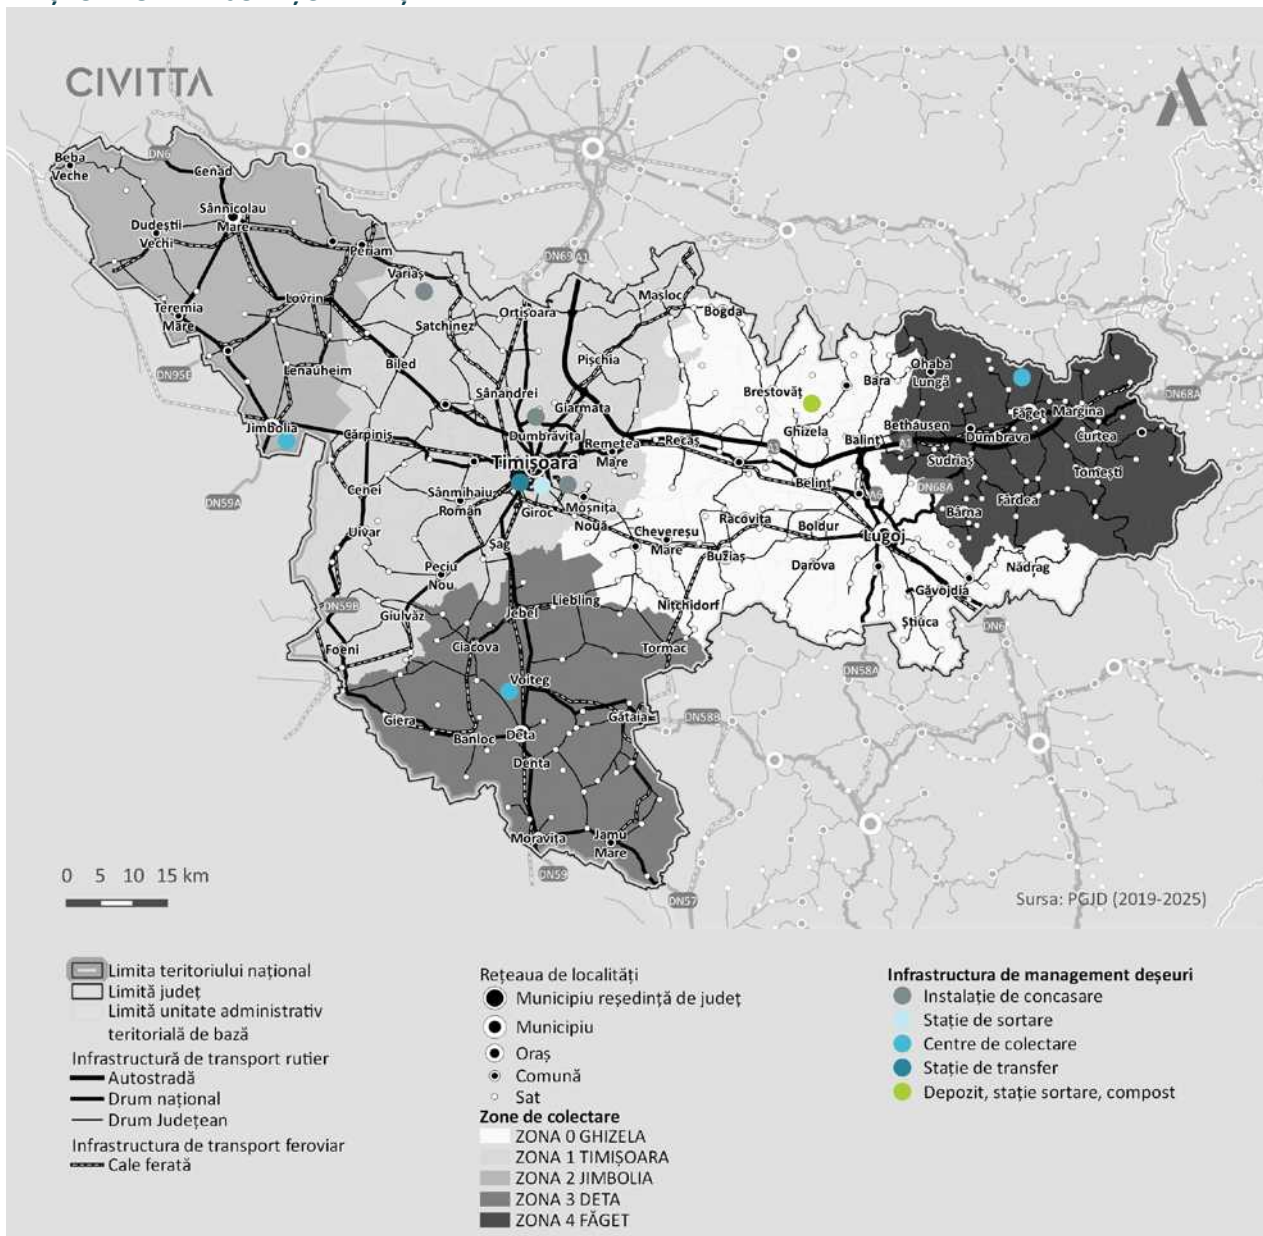 CIVITTA
DN6
Beba
Veche
Cenad
Sânnicolau
Mare
Dudeștii
Vechi
Periam
DN69
A1
Variaș
Mașloc
Teremia
Mare
Lovrin
Satchinez
Orțișoara
Bogda
DN95E
Lenauheim
Biled
Pișchia
Ohaba
Lungă
Sânandrei
Brestovăț
Bara
DN68A
Giarmata
Făget
Margina
Jimbolia
Cărpiniș
Dumbrăvița
Ghizela
Bethausen
Dumbrava
Curtea
Remetea
Mare
Recaș
A1
Balinț
A1
Timișoara
Sudriaș
Tomești
DN59A
Cenei
Sânmihaiu
Român
Giroc
Moșnița
Nouă
Belinț
A6
DN68A
Fârdea
Bârna
Uivar
Șag
Chevereșu
Mare
Racovița
Boldur
Lugoj
Buziaș
Peciu
Nou
Darova
Nădrag
DN59B
Giulvăz
Jebel
Liebling
Nițchidorf
Găvojdia
Știuca
DN6
Foeni
Ciacova
Tormac
DN58A
Voiteg
Giera
Gătaia
DN58B
Banloc
Deta
Denta
Moravița
Jamu
Mare
DN59
DN57
0 5 10 15 km
Sursa: PGJD (2019-2025)
Limita teritoriului național
Limită județ
Limită unitate administrativ
teritorială de bază
Infrastructură de transport rutier
Autostradă
Drum național
Drum Județean
Infrastructura de transport feroviar
Cale ferată
Rețeaua de localități
Municipiu reședință de județ
Municipiu
Oraș
Comună
Sat
Zone de colectare
ZONA 0 GHIZELA
ZONA 1 TIMIȘOARA
ZONA 2 JIMBOLIA
ZONA 3 DETA
ZONA 4 FĂGET
Infrastructura de management deșeuri
Instalație de concasare
Stație de sortare
Centre de colectare
Stație de transfer
Depozit, stație sortare, compost